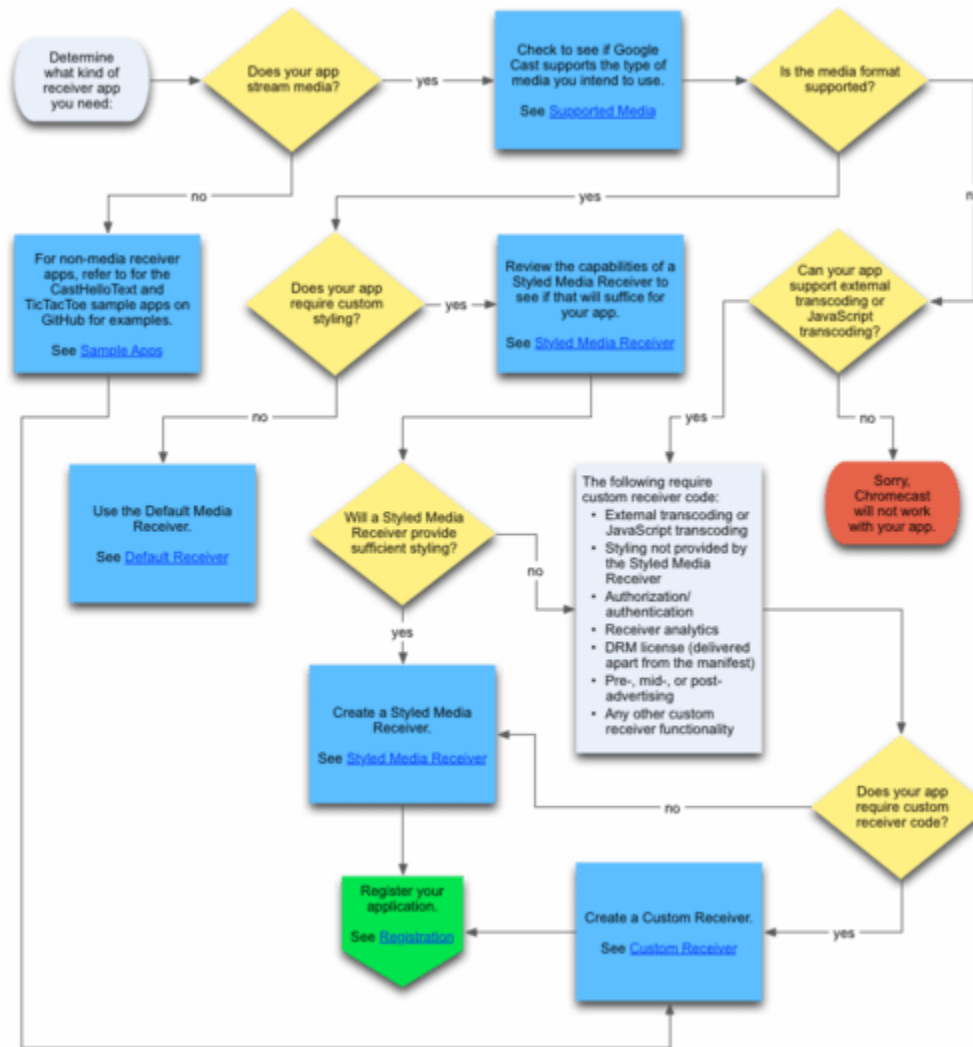 Determine
what kind of
receiver app
you need:
Does your app
stream media?
yes
Check to see if Google
Cast supports the type of
media you intend to use.
See Supported Media
Is the media format
supported?
no
yes
For non-media receiver
apps, refer to for the
CastHelloText and
TicTacToe sample apps on
GitHub for examples.
See Sample Apps
Does your app
require custom
styling?
yes
Review the capabilities of a
Styled Media Receiver to
see if that will suffice for
your app.
See Styled Media Receiver
Can your app
support external
transcoding or
JavaScript
transcoding?
no
yes
no
Use the Default Media
Receiver.
See Default Receiver
Will a Styled Media
Receiver provide
sufficient styling?
no
The following require
custom receiver code:
• External transcoding or
JavaScript transcoding
• Styling not provided by
the Styled Media
Receiver
• Authorization/
authentication
• Receiver analytics
• DRM license (delivered
apart from the manifest)
• Pre-, mid-, or post-
advertising
• Any other custom
receiver functionality
Sorry,
Chromecast
will not work
with your app.
yes
Create a Styled Media
Receiver.
See Styled Media Receiver
no
Does your app
require custom
receiver code?
Register your
application.
See Registration
Create a Custom Receiver.
See Custom Receiver
yes